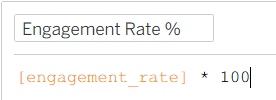 Engagement Rate %
[engagement_rate] * 100